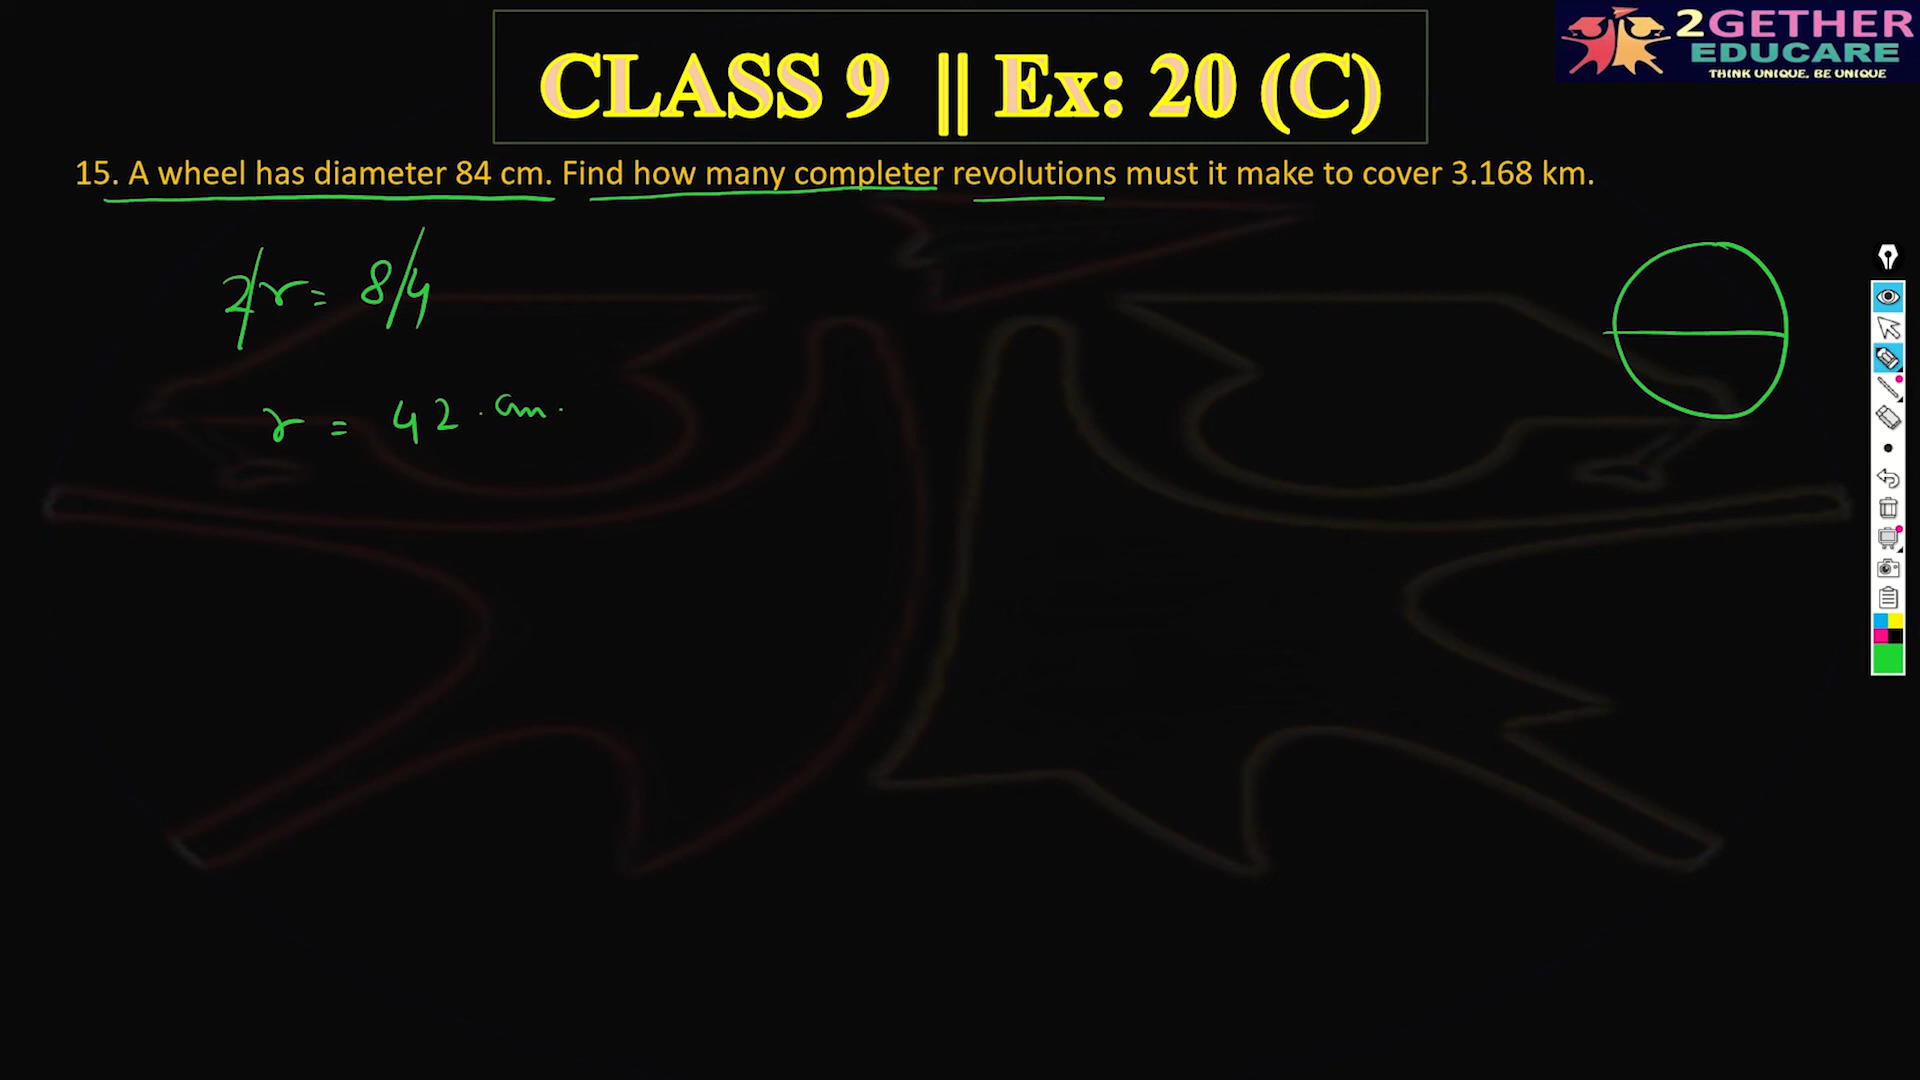 2GETHER
EDUCARE
THINK UNIQUE. BE UNIQUE
CLASS 9 || Ex: 20 (C)
15. A wheel has diameter 84 cm. Find how many completer revolutions must it make to cover 3.168 km.
2r = 84
r = 42 cm.